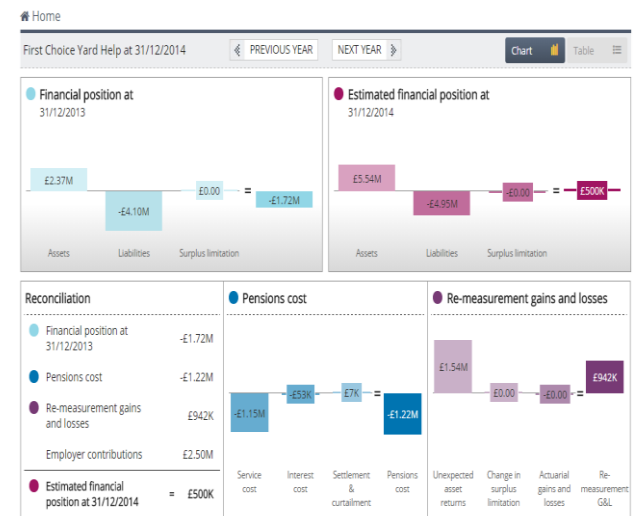 Home
First Choice Yard Help at 31/12/2014
PREVIOUS YEAR
NEXT YEAR
Chart
Table
Financial position at
31/12/2013
£2.37M
-£4.10M
£0.00
=
-£1.72M
Assets
Liabilities
Surplus limitation
Estimated financial position at
31/12/2014
£5.54M
-£4.95M
-£0.00
=
£500K
Assets
Liabilities
Surplus limitation
Reconciliation
Financial position at
31/12/2013
-£1.72M
Pensions cost
-£1.22M
Re-measurement gains
and losses
£942K
Employer contributions
£2.50M
Estimated financial
position at 31/12/2014
= £500K
Pensions cost
-£1.15M
-£53K
£7K
=
-£1.22M
Service
cost
Interest
cost
Settlement
&
curtailment
Pensions
cost
Re-measurement gains and losses
£1.54M
£0.00
-£0.00
=
£942K
Unexpected
asset
returns
Change in
surplus
limitation
Actuarial
gains and
losses
Re-
measurement
G&L